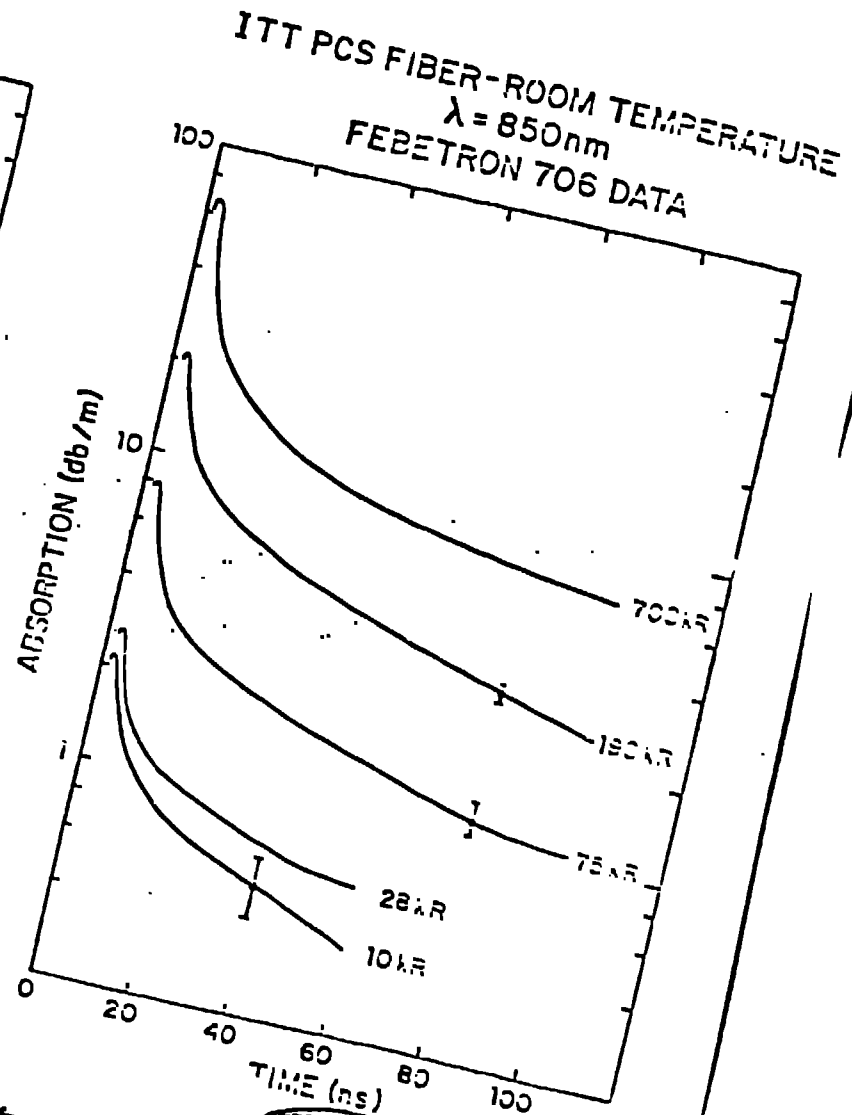 ITT PCS FIBER-ROOM TEMPERATURE
λ = 850nm
FEBETRON 706 DATA
100
10
1
ABSORPTION (db/m)
700kR
190kR
75kR
28kR
10kR
0
20
40
60
80
100
TIME (ns)